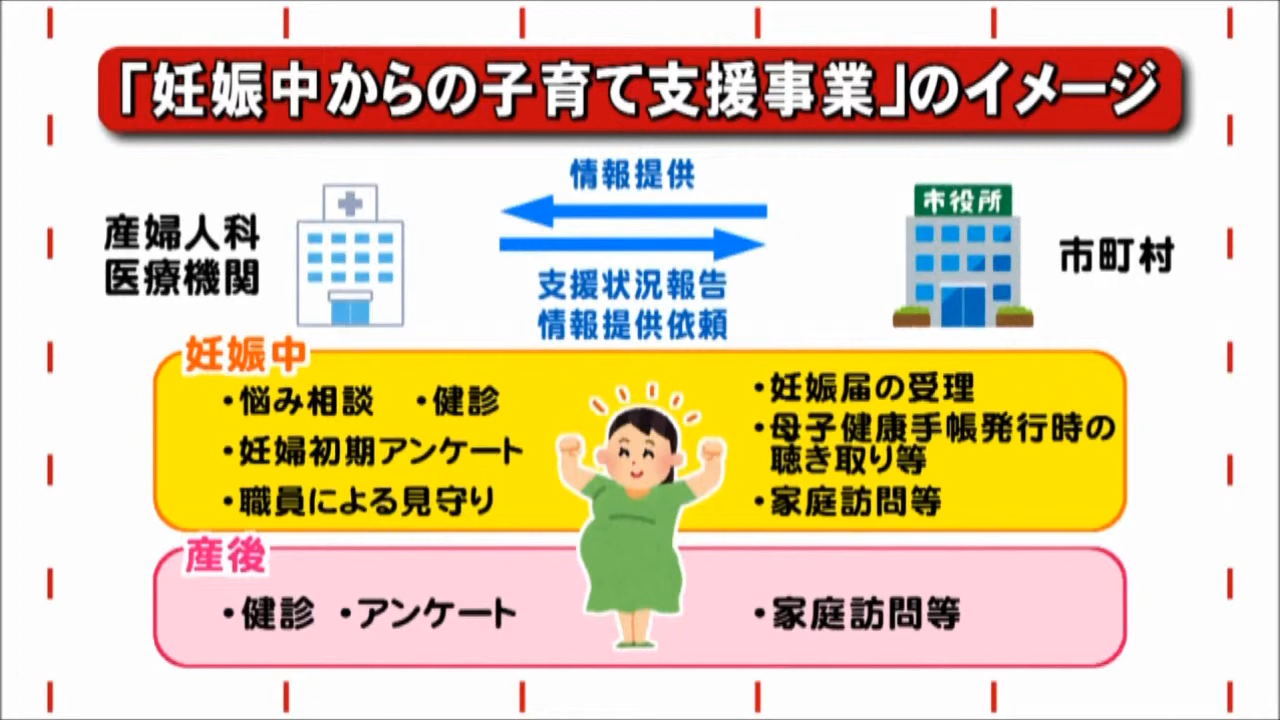 「妊娠中からの子育て支援事業」のイメージ
産婦人科
医療機関
情報提供
支援状況報告
情報提供依頼
市役所
市町村
妊娠中
・悩み相談 ・健診
・妊婦初期アンケート
・職員による見守り
・妊娠届の受理
・母子健康手帳発行時の
聴き取り等
・家庭訪問等
産後
・健診 ・アンケート
・家庭訪問等